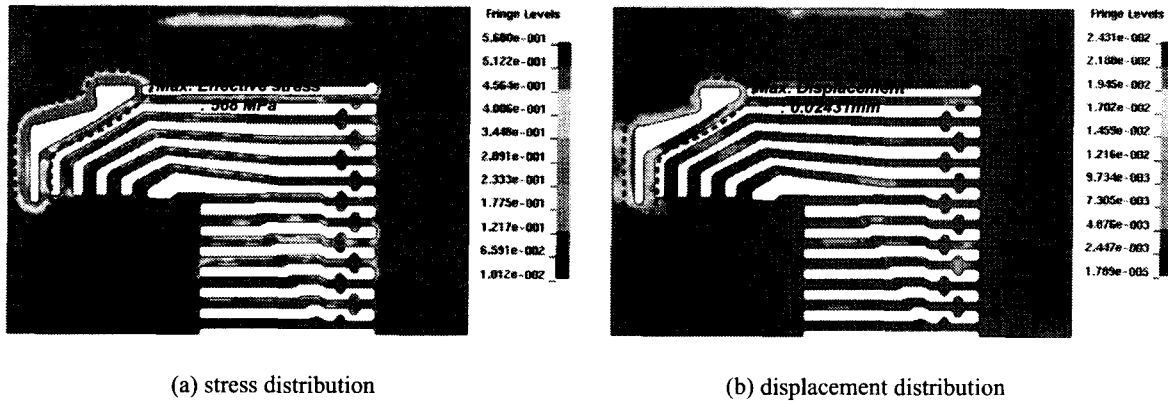 Fringe Levels
5.680e-001
5.122e-001
4.564e-001
4.006e-001
3.448e-001
2.891e-001
2.333e-001
1.775e-001
1.217e-001
6.591e-002
1.012e-002
Max. Effective stress
: 568 MPa
(a) stress distribution
Fringe Levels
2.431e-002
2.188e-002
1.945e-002
1.702e-002
1.459e-002
1.216e-002
9.734e-003
7.305e-003
4.876e-003
2.447e-003
1.789e-005
Max. Displacement
: 0.02431mm
(b) displacement distribution